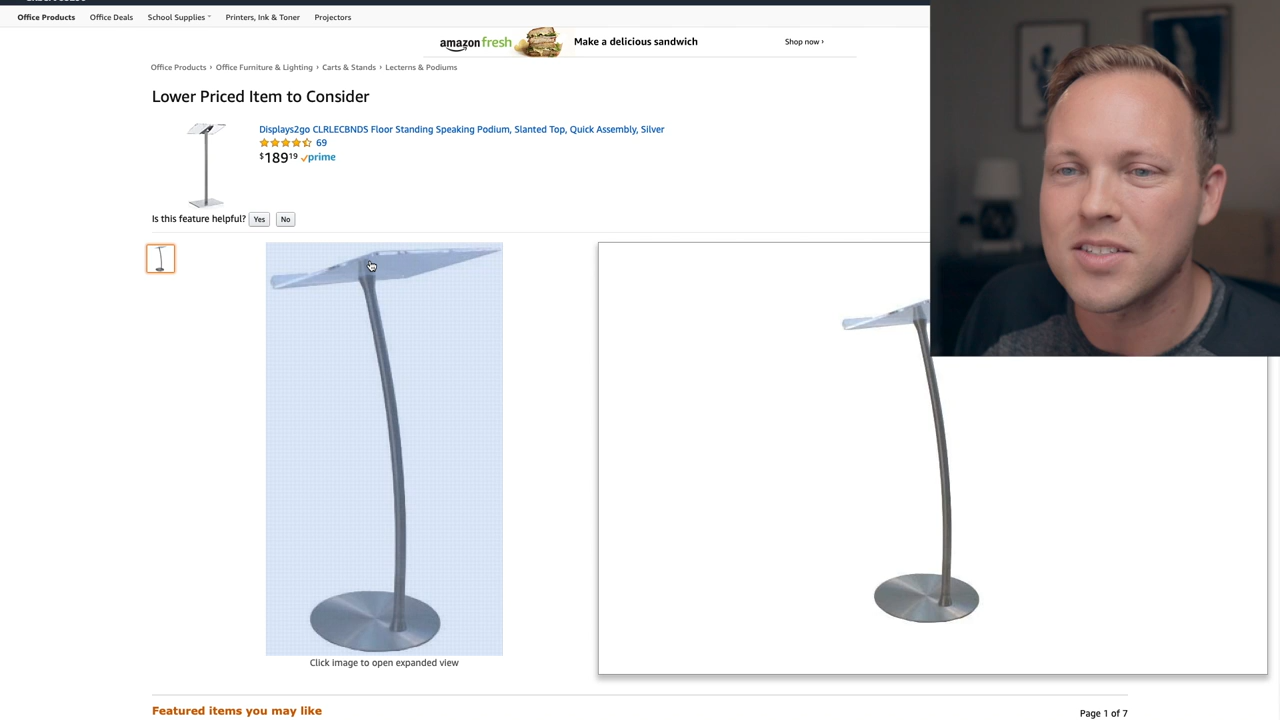 Office Products
Office Deals
School Supplies
Printers, Ink & Toner
Projectors
amazon fresh
Make a delicious sandwich
Shop now ›
Office Products › Office Furniture & Lighting › Carts & Stands › Lecterns & Podiums
Lower Priced Item to Consider
Displays2go CLRLECBNDS Floor Standing Speaking Podium, Slanted Top, Quick Assembly, Silver
69
$18919 prime
Is this feature helpful? Yes No
Click image to open expanded view
Featured items you may like
Page 1 of 7